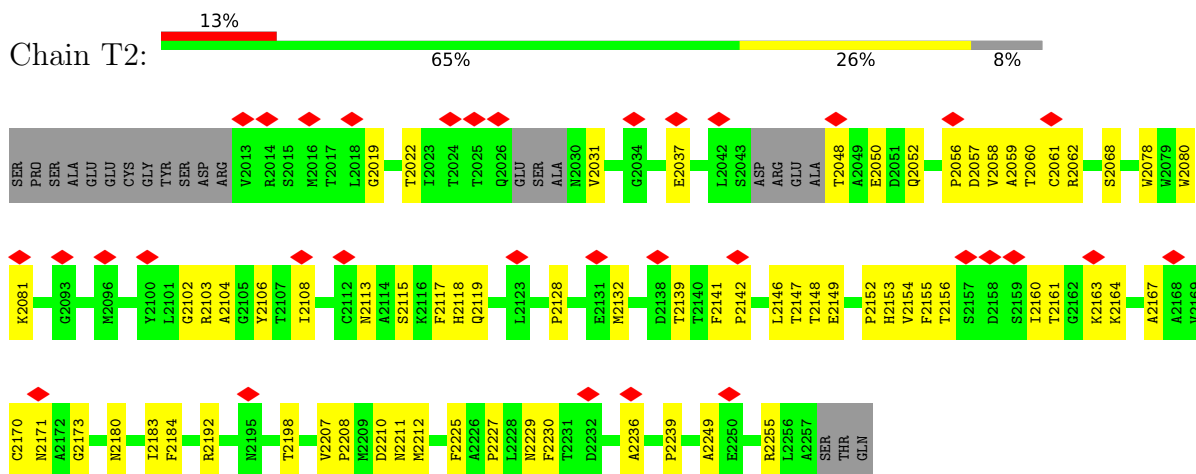 13%
Chain T2:
65% 26% 8%
SER PRO SER ALA GLU GLU CYS GLY TYR SER ASP ARG V2013 R2014 S2015 M2016 T2017 L2018 G2019 T2022 I2023 T2024 T2025 Q2026 GLU SER ALA N2030 V2031 G2034 E2037 L2042 S2043 ASP ARG GLU ALA T2048 A2049 E2050 D2051 Q2052 P2056 D2057 V2058 A2059 T2060 C2061 R2062 S2068 W2078 W2079 W2080
K2081 G2093 M2096 Y2100 L2101 G2102 R2103 A2104 G2105 Y2106 T2107 I2108 C2112 N2113 A2114 S2115 K2116 F2117 H2118 Q2119 L2123 P2128 E2131 M2132 D2138 T2139 T2140 F2141 P2142 L2146 T2147 T2148 E2149 P2152 H2153 V2154 F2155 T2156 S2157 D2158 S2159 I2160 T2161 G2162 K2163 K2164 A2167 A2168 V2169
C2170 N2171 A2172 G2173 N2180 I2183 F2184 R2192 N2195 T2198 V2207 P2208 M2209 D2210 N2211 M2212 F2225 A2226 P2227 L2228 N2229 F2230 T2231 D2232 A2236 P2239 A2249 E2250 R2255 L2256 A2257 SER THR GLN